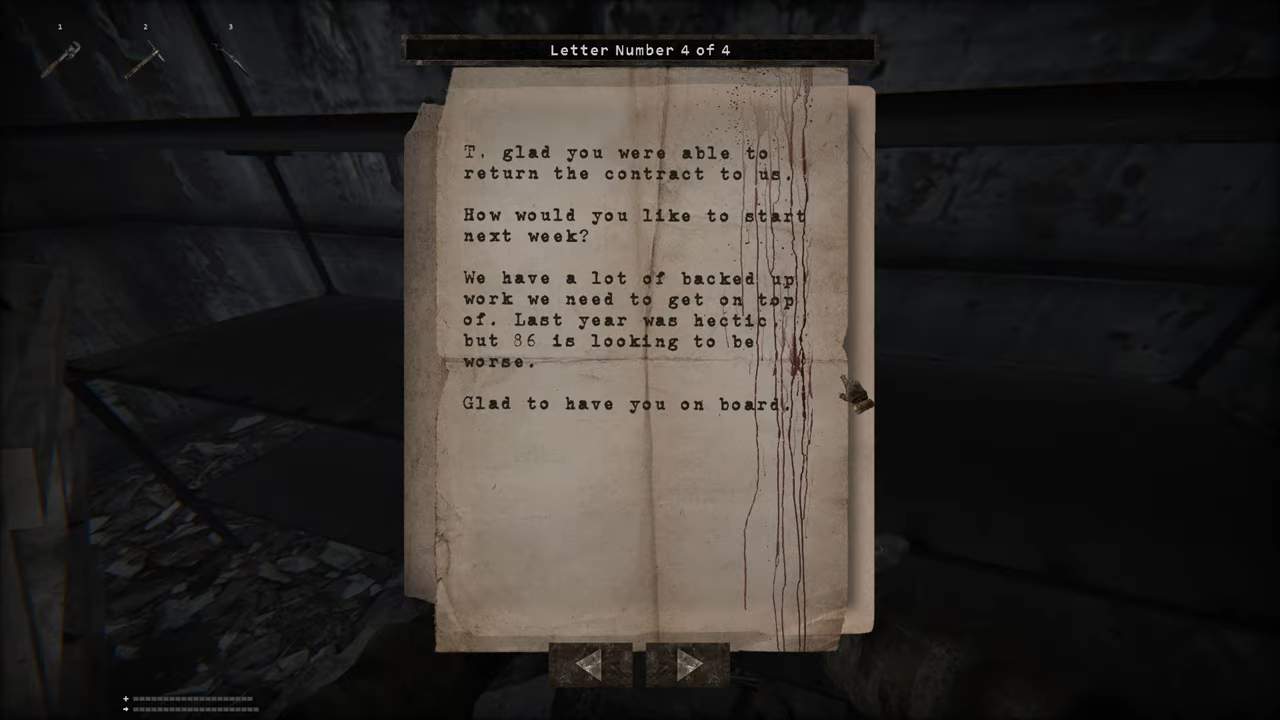 1 2 3
Letter Number 4 of 4
T, glad you were able to
return the contract to us.
How would you like to start
next week?
We have a lot of backed up
work we need to get on top
of. Last year was hectic,
but 86 is looking to be
worse.
Glad to have you on board.